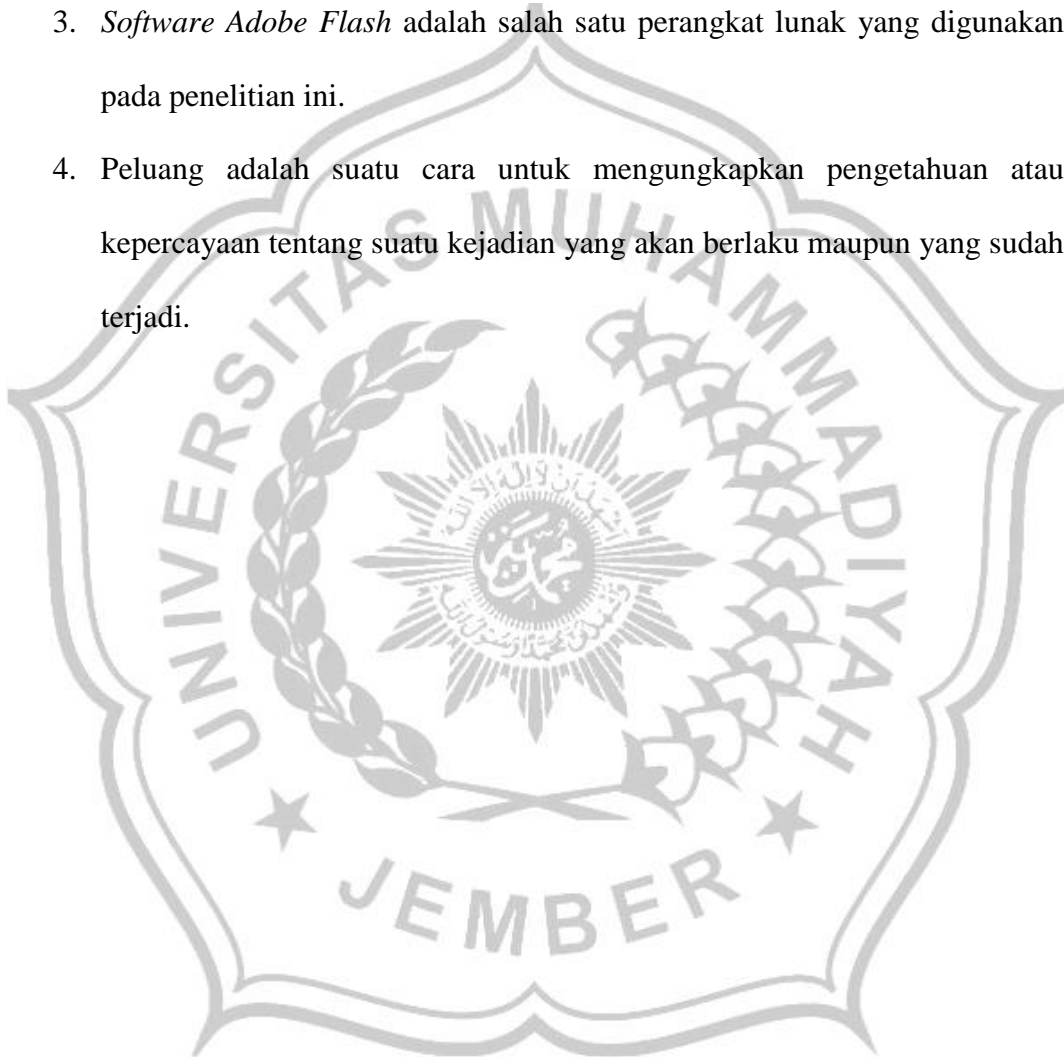 3. Software Adobe Flash adalah salah satu perangkat lunak yang digunakan
pada penelitian ini.
4. Peluang adalah suatu cara untuk mengungkapkan pengetahuan atau
kepercayaan tentang suatu kejadian yang akan berlaku maupun yang sudah
terjadi.
UNIVERSITAS MUHAMMADIYAH
JEMBER